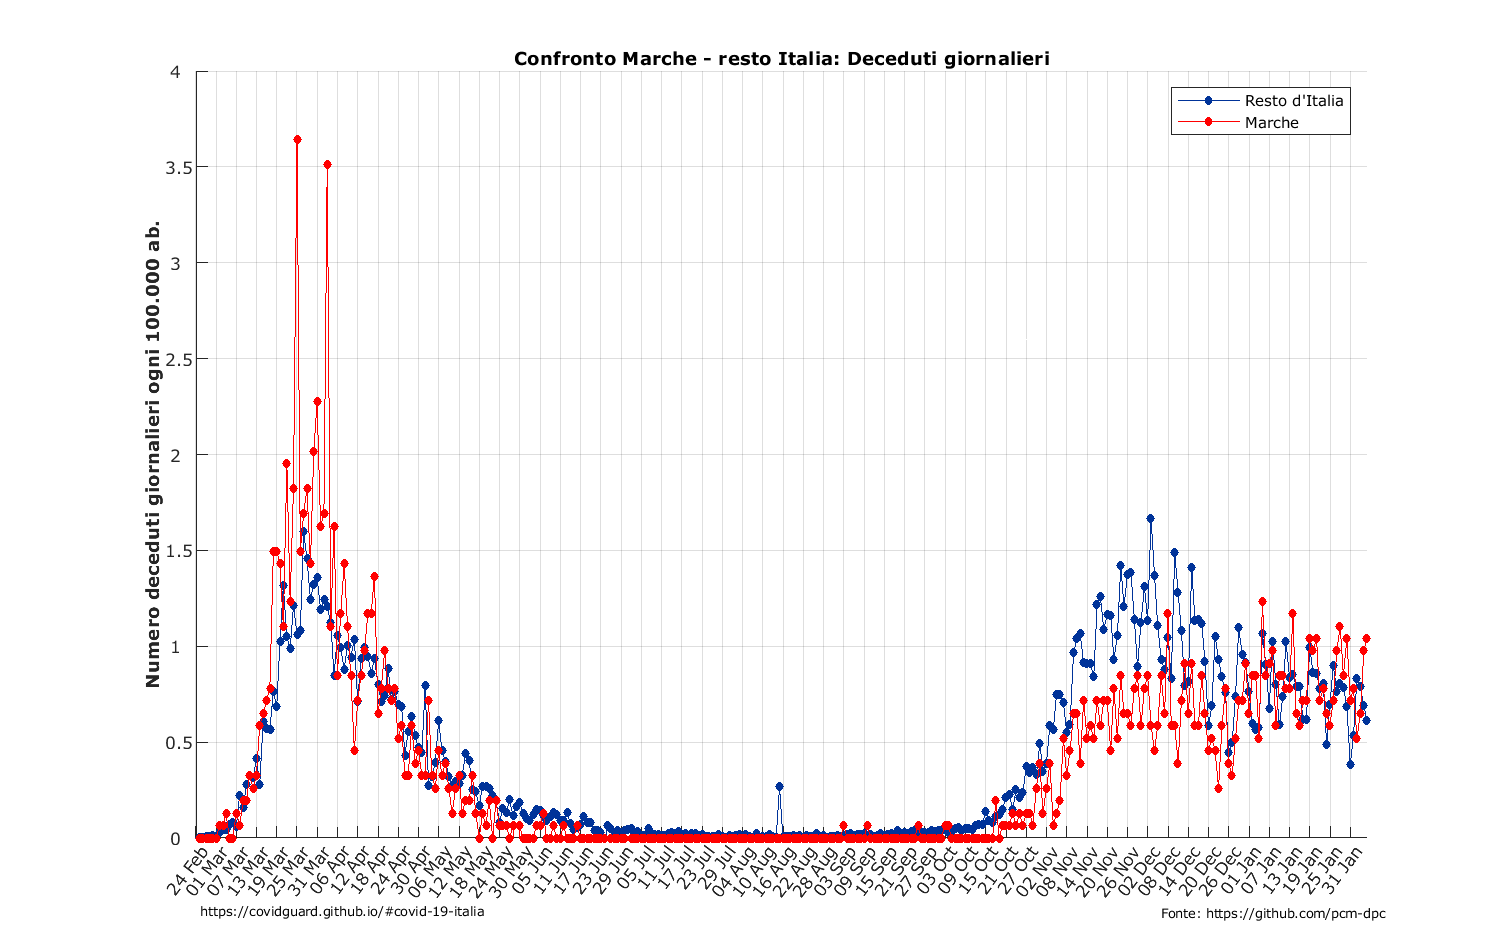 Confronto Marche - resto Italia: Deceduti giornalieri
Resto d'Italia
Marche
Numero deceduti giornalieri ogni 100.000 ab.
4
3.5
3
2.5
2
1.5
1
0.5
0
24 Feb
01 Mar
07 Mar
13 Mar
19 Mar
25 Mar
31 Mar
06 Apr
12 Apr
18 Apr
24 Apr
30 Apr
06 May
12 May
18 May
24 May
30 May
05 Jun
11 Jun
17 Jun
23 Jun
29 Jun
05 Jul
11 Jul
17 Jul
23 Jul
29 Jul
04 Aug
10 Aug
16 Aug
22 Aug
28 Aug
03 Sep
09 Sep
15 Sep
21 Sep
27 Sep
03 Oct
09 Oct
15 Oct
21 Oct
27 Oct
02 Nov
08 Nov
14 Nov
20 Nov
26 Nov
02 Dec
08 Dec
14 Dec
20 Dec
26 Dec
01 Jan
07 Jan
13 Jan
19 Jan
25 Jan
31 Jan
https://covidguard.github.io/#covid-19-italia
Fonte: https://github.com/pcm-dpc